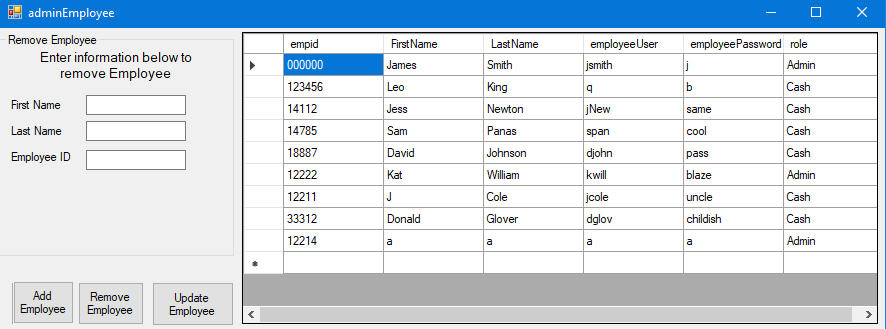 adminEmployee
Remove Employee
Enter information below to
remove Employee
First Name
Last Name
Employee ID
Add
Employee
Remove
Employee
Update
Employee
empid FirstName LastName employeeUser employeePassword role
000000 James Smith jsmith j Admin
123456 Leo King q b Cash
14112 Jess Newton jNew same Cash
14785 Sam Panas span cool Cash
18887 David Johnson djohn pass Cash
12222 Kat William kwill blaze Admin
12211 J Cole jcole uncle Cash
33312 Donald Glover dglov childish Cash
12214 a a a a Admin